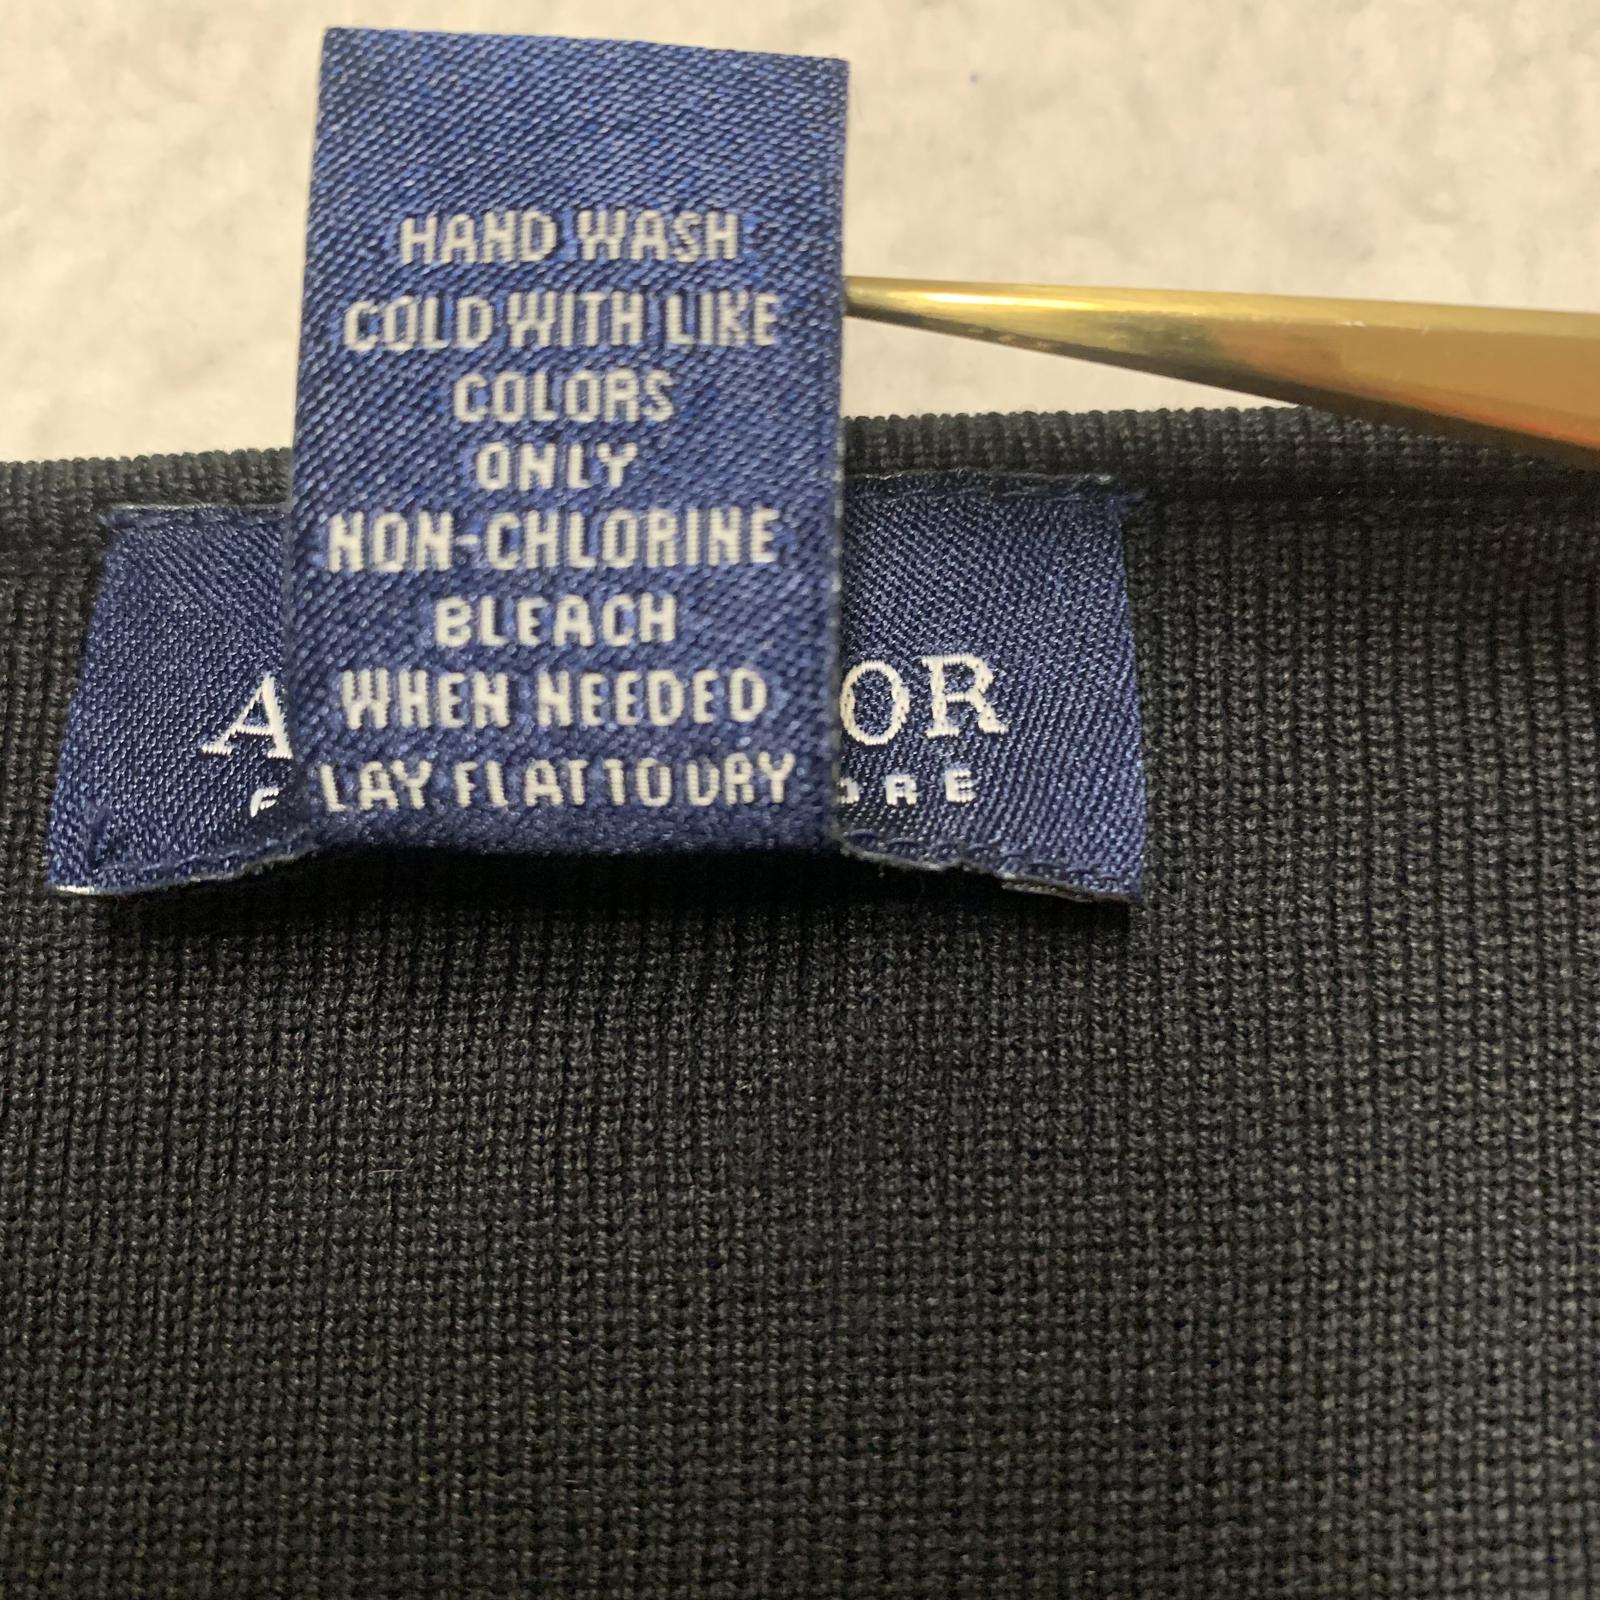 HAND WASH
COLD WITH LIKE
COLORS
ONLY
NON-CHLORINE
BLEACH
WHEN NEEDED
LAY FLAT TO DRY